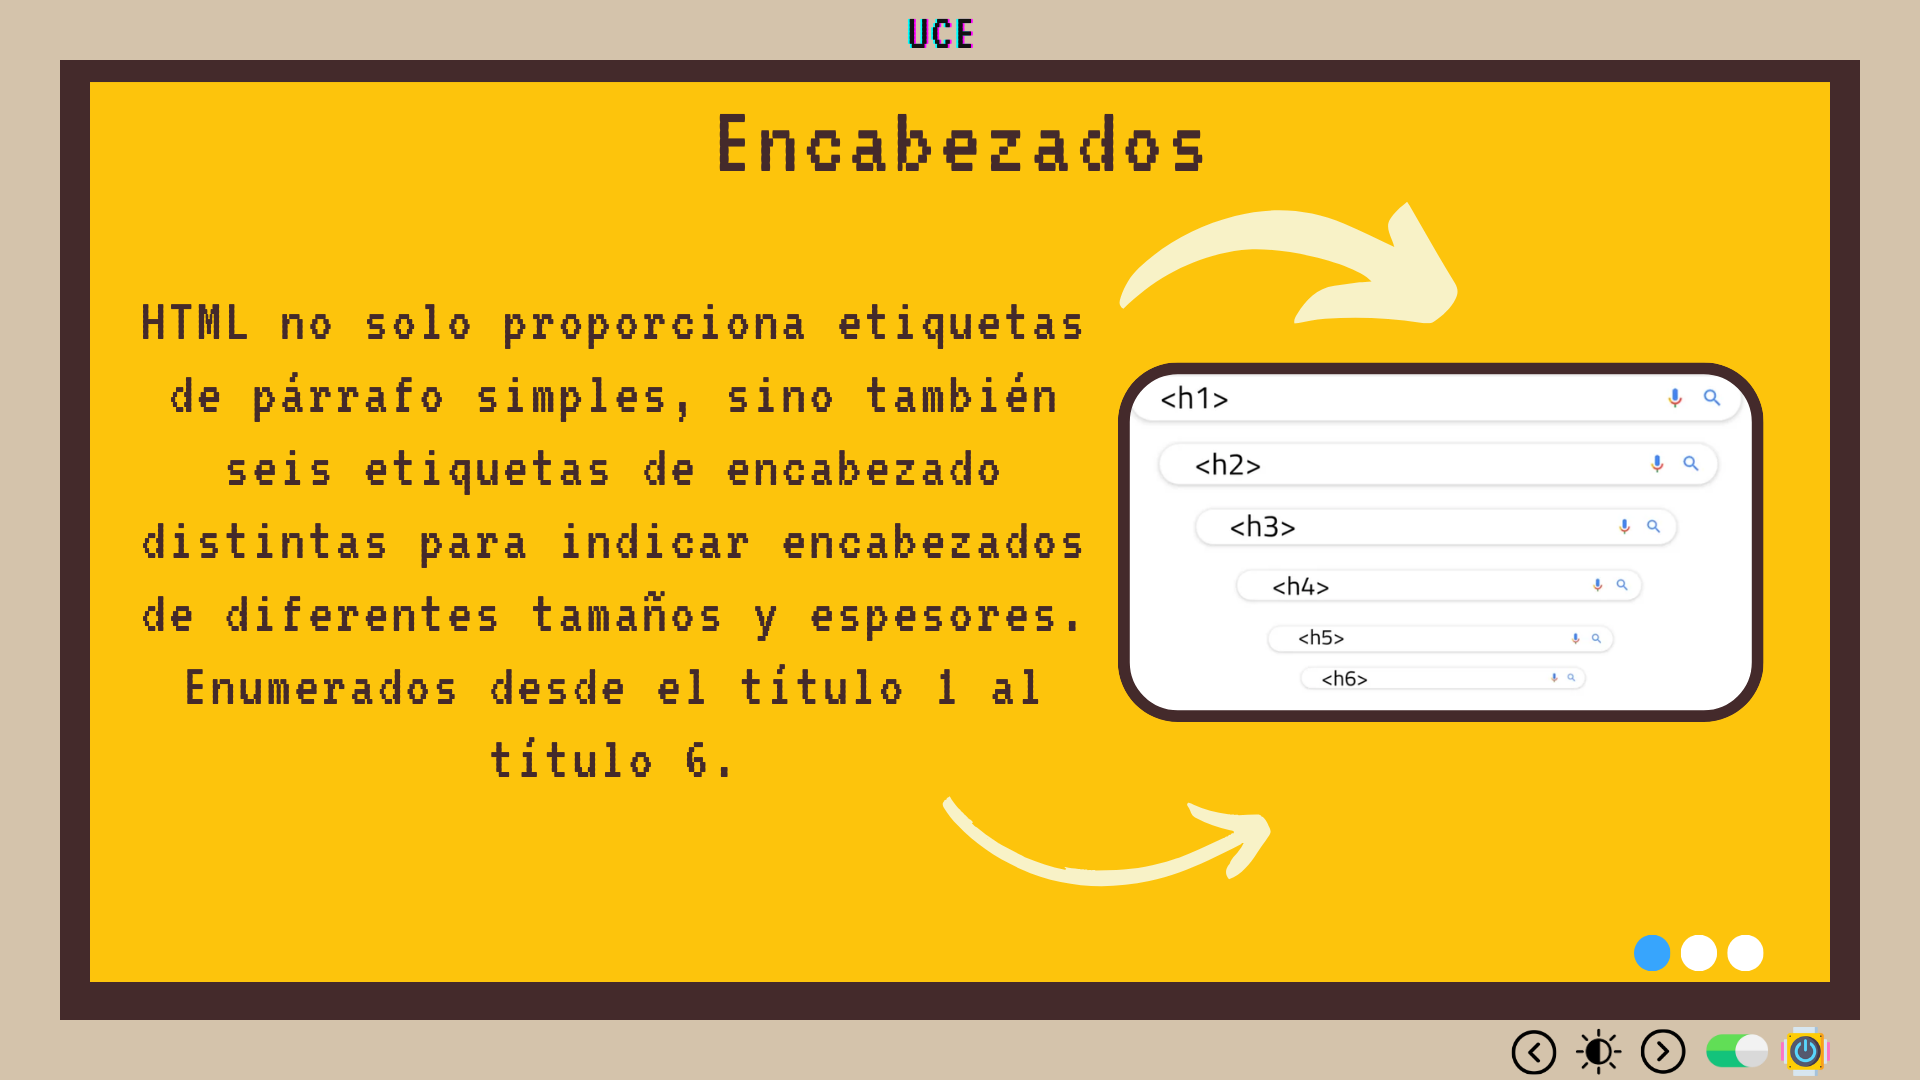 UCE
Encabezados
HTML no solo proporciona etiquetas
de párrafo simples, sino también
seis etiquetas de encabezado
distintas para indicar encabezados
de diferentes tamaños y espesores.
Enumerados desde el título 1 al
título 6.
<h1>
<h2>
<h3>
<h4>
<h5>
<h6>